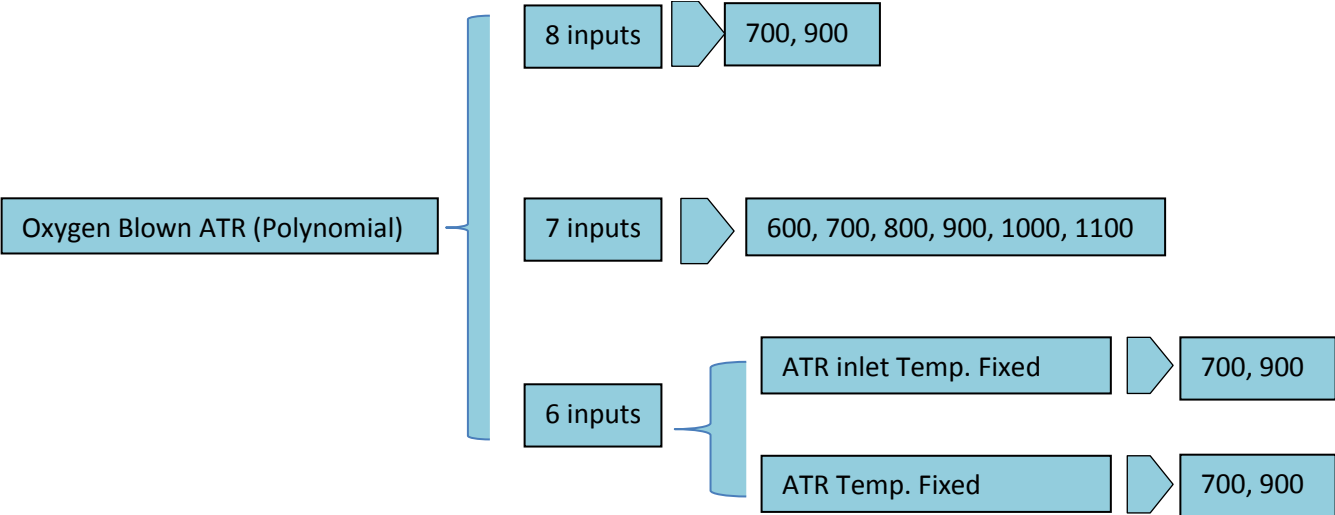 8 inputs
700, 900
Oxygen Blown ATR (Polynomial)
7 inputs
600, 700, 800, 900, 1000, 1100
6 inputs
ATR inlet Temp. Fixed
700, 900
ATR Temp. Fixed
700, 900